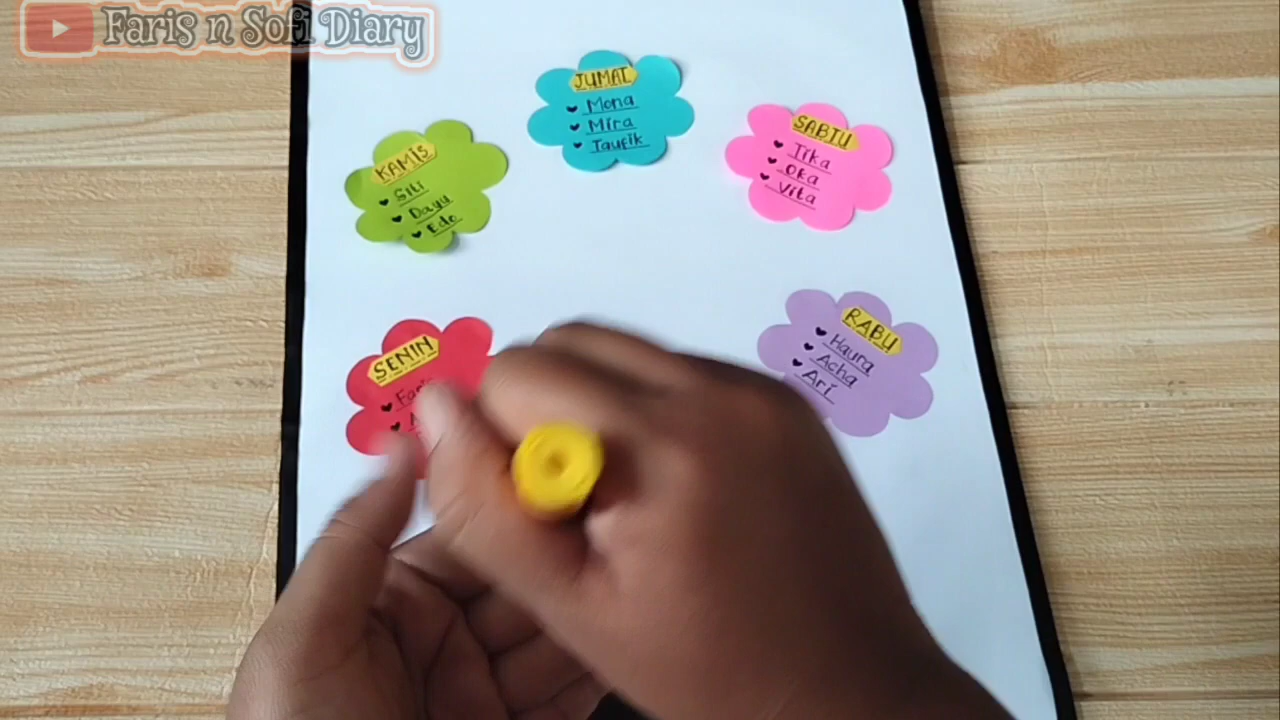 Faris n Sofi Diary
JUMAT
Mona
Mira
Taufik
KAMIS
Siti
Dayu
Edo
SABTU
Tika
Oka
Vita
SENIN
RABU
Haura
Acha
Ari